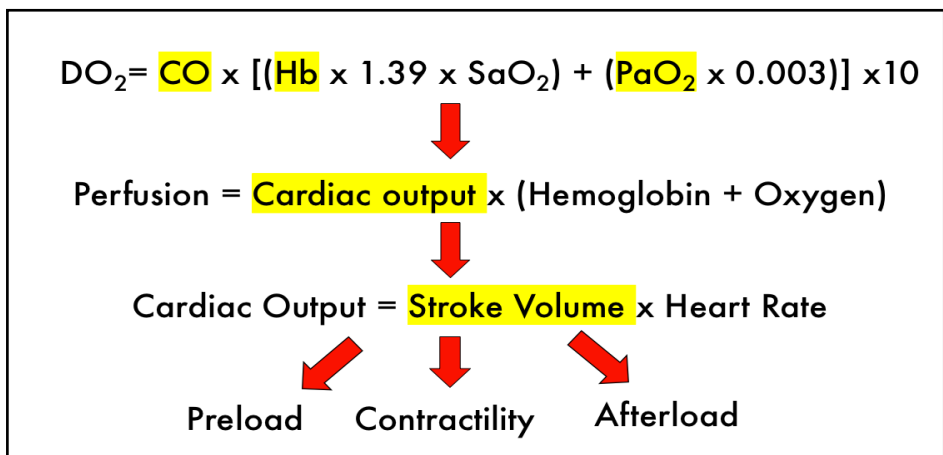 DO₂= CO x [(Hb x 1.39 x SaO₂) + (PaO₂ x 0.003)] x10
Perfusion = Cardiac output x (Hemoglobin + Oxygen)
Cardiac Output = Stroke Volume x Heart Rate
Preload Contractility Afterload